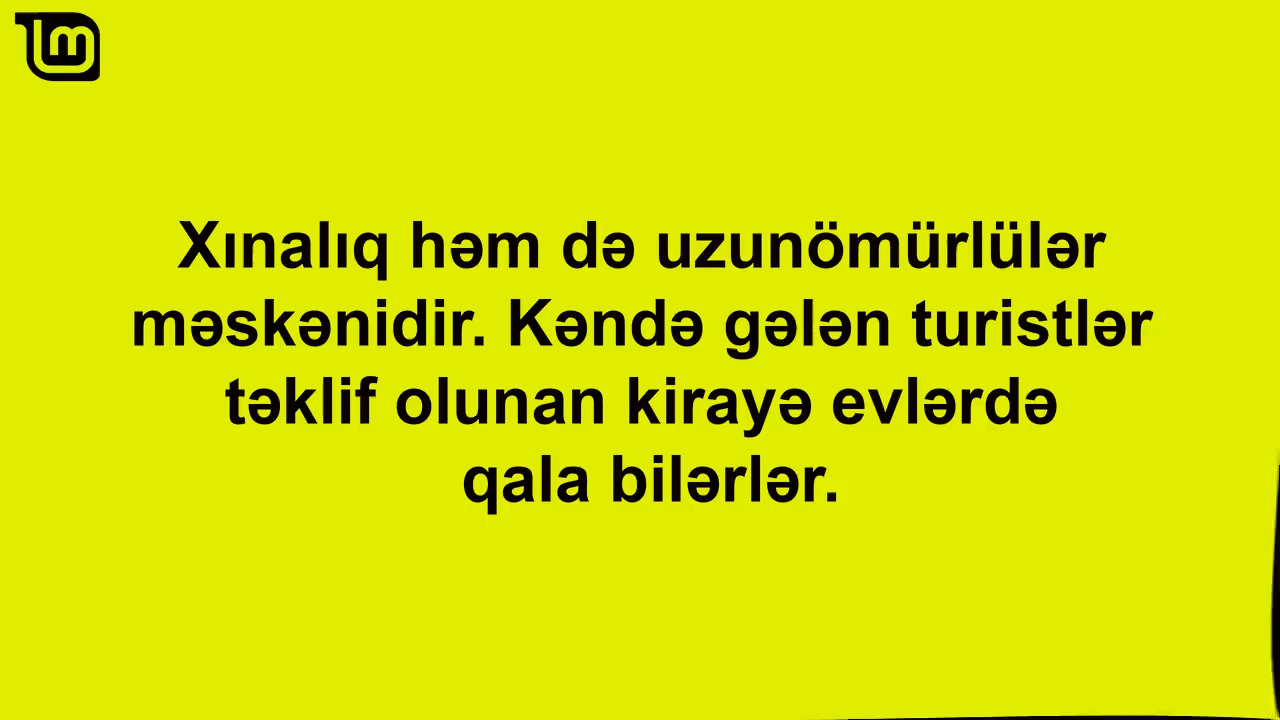 Xınalıq həm də uzunömürlülər
məskənidir. Kəndə gələn turistlər
təklif olunan kirayə evlərdə
qala bilərlər.